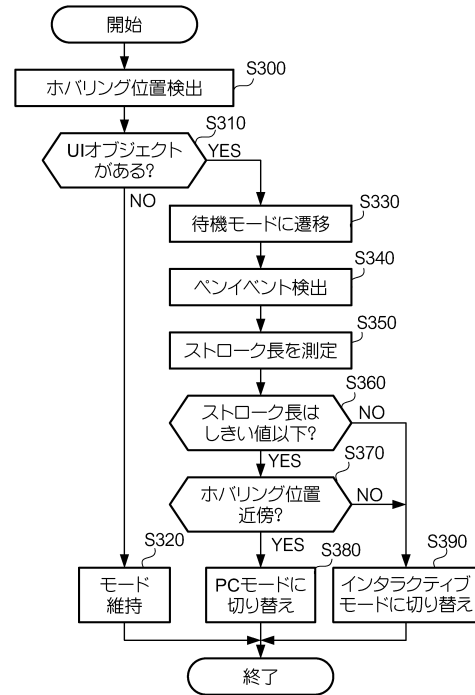 開始
S300
ホバリング位置検出
S310
UIオブジェクト
がある?
YES
NO
S330
待機モードに遷移
S340
ペンイベント検出
S350
ストローク長を測定
S360
ストローク長は
しきい値以下?
NO
YES
S370
ホバリング位置
近傍?
NO
YES
S320
モード
維持
S380
PCモードに
切り替え
S390
インタラクティブ
モードに切り替え
終了